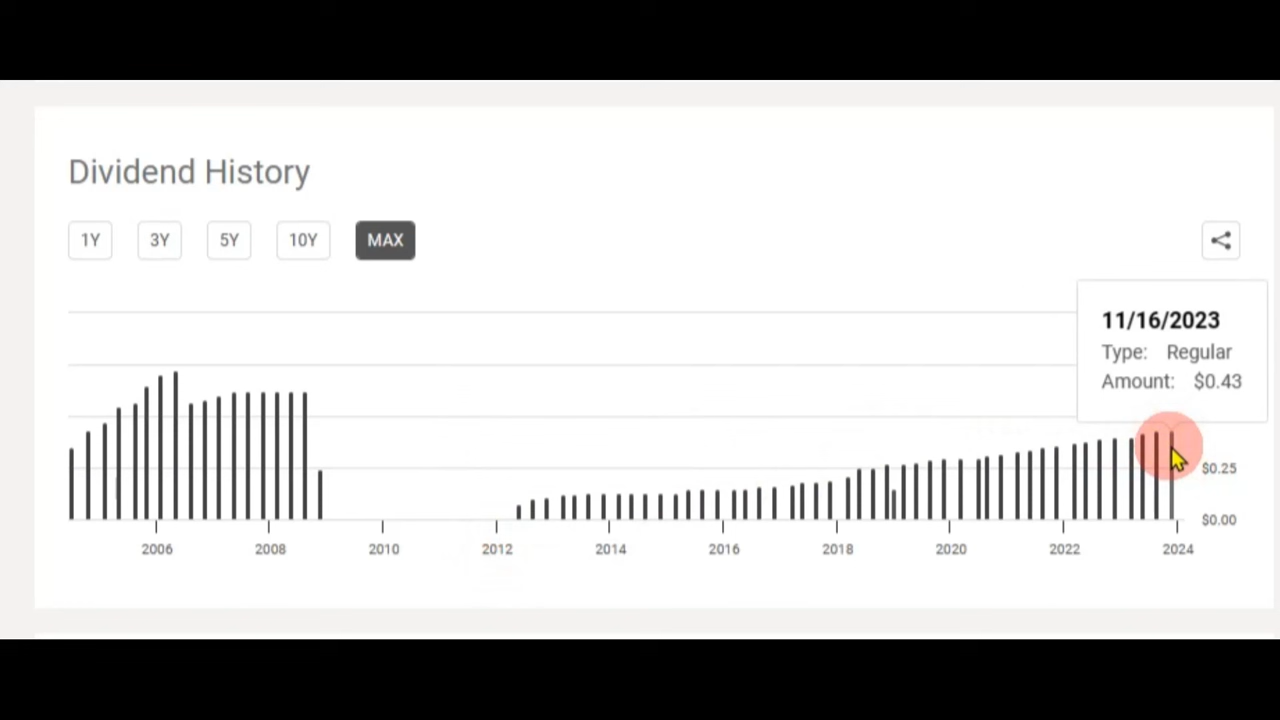 Dividend History
1Y 3Y 5Y 10Y MAX
11/16/2023
Type: Regular
Amount: $0.43
$0.25
$0.00
2006 2008 2010 2012 2014 2016 2018 2020 2022 2024